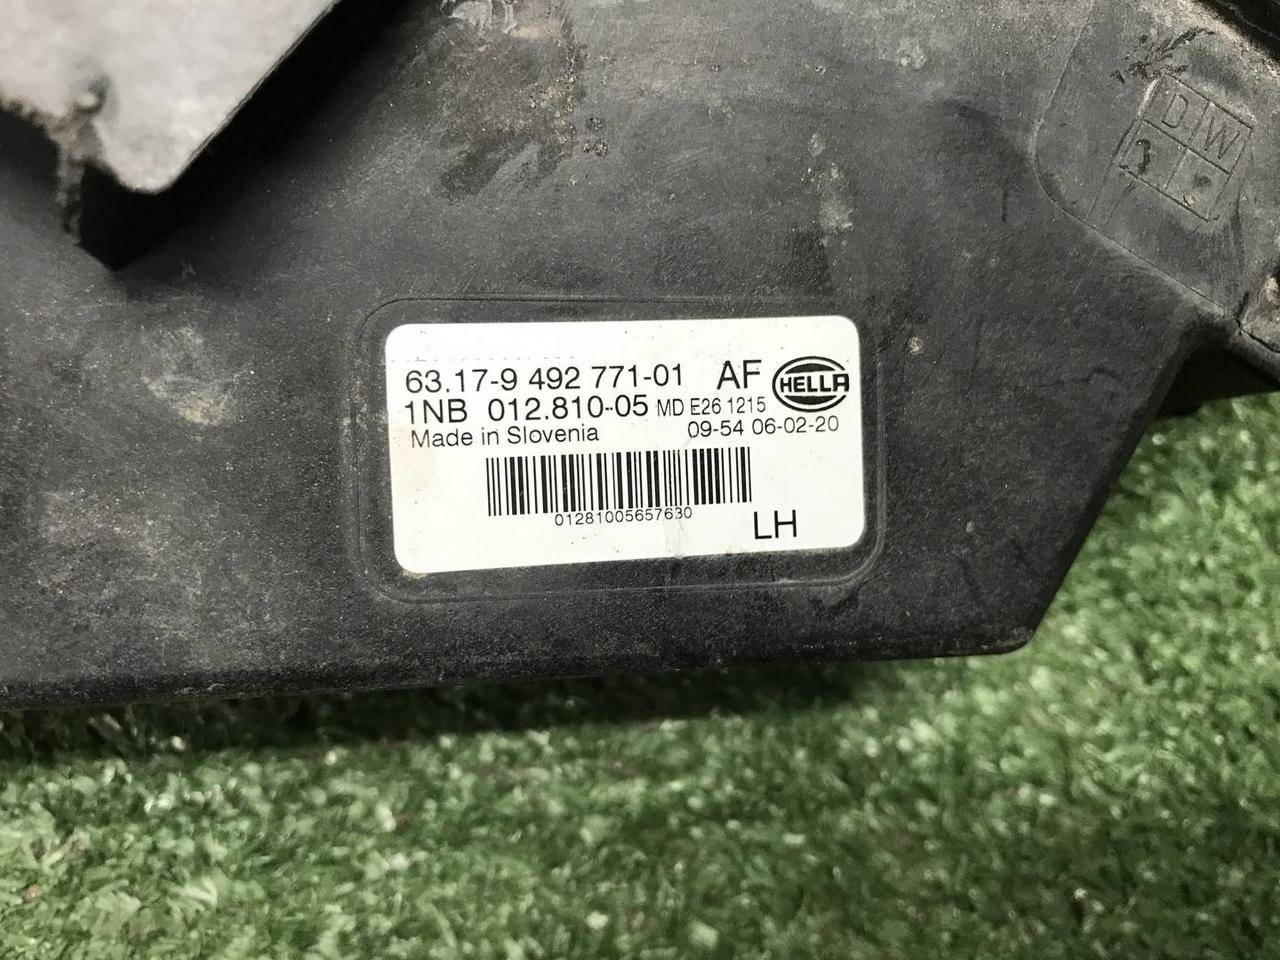 D W
63.17-9 492 771-01 AF HELLA
1NB 012.810-05 MD E26 1215
Made in Slovenia 09-54 06-02-20
01281005657630
LH